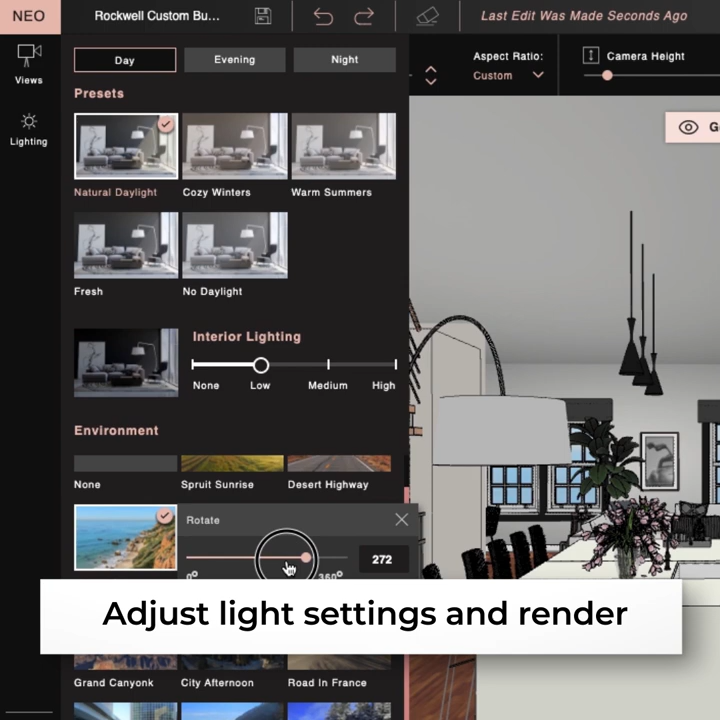 NEO
Rockwell Custom Bu...
Last Edit Was Made Seconds Ago
Views
Lighting
Day
Evening
Night
Aspect Ratio:
Custom
Camera Height
Presets
Natural Daylight
Cozy Winters
Warm Summers
Fresh
No Daylight
Interior Lighting
None
Low
Medium
High
Environment
None
Spruit Sunrise
Desert Highway
Rotate
272
0°
360°
Adjust light settings and render
Grand Canyonk
City Afternoon
Road In France